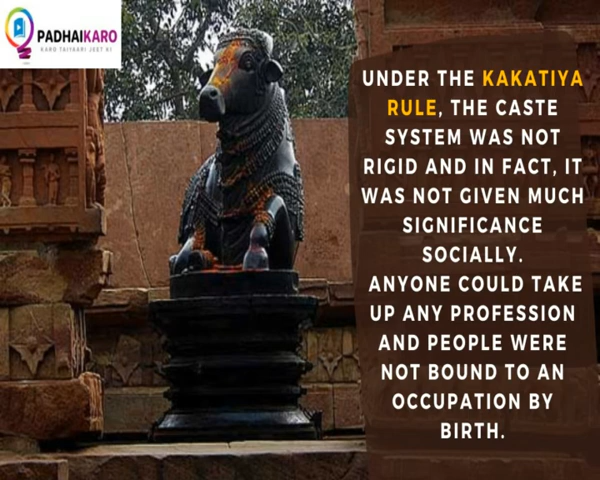 PADHAIKARO
KARO TAIYAARI JEET KI
UNDER THE KAKATIYA
RULE, THE CASTE
SYSTEM WAS NOT
RIGID AND IN FACT, IT
WAS NOT GIVEN MUCH
SIGNIFICANCE
SOCIALLY.
ANYONE COULD TAKE
UP ANY PROFESSION
AND PEOPLE WERE
NOT BOUND TO AN
OCCUPATION BY
BIRTH.